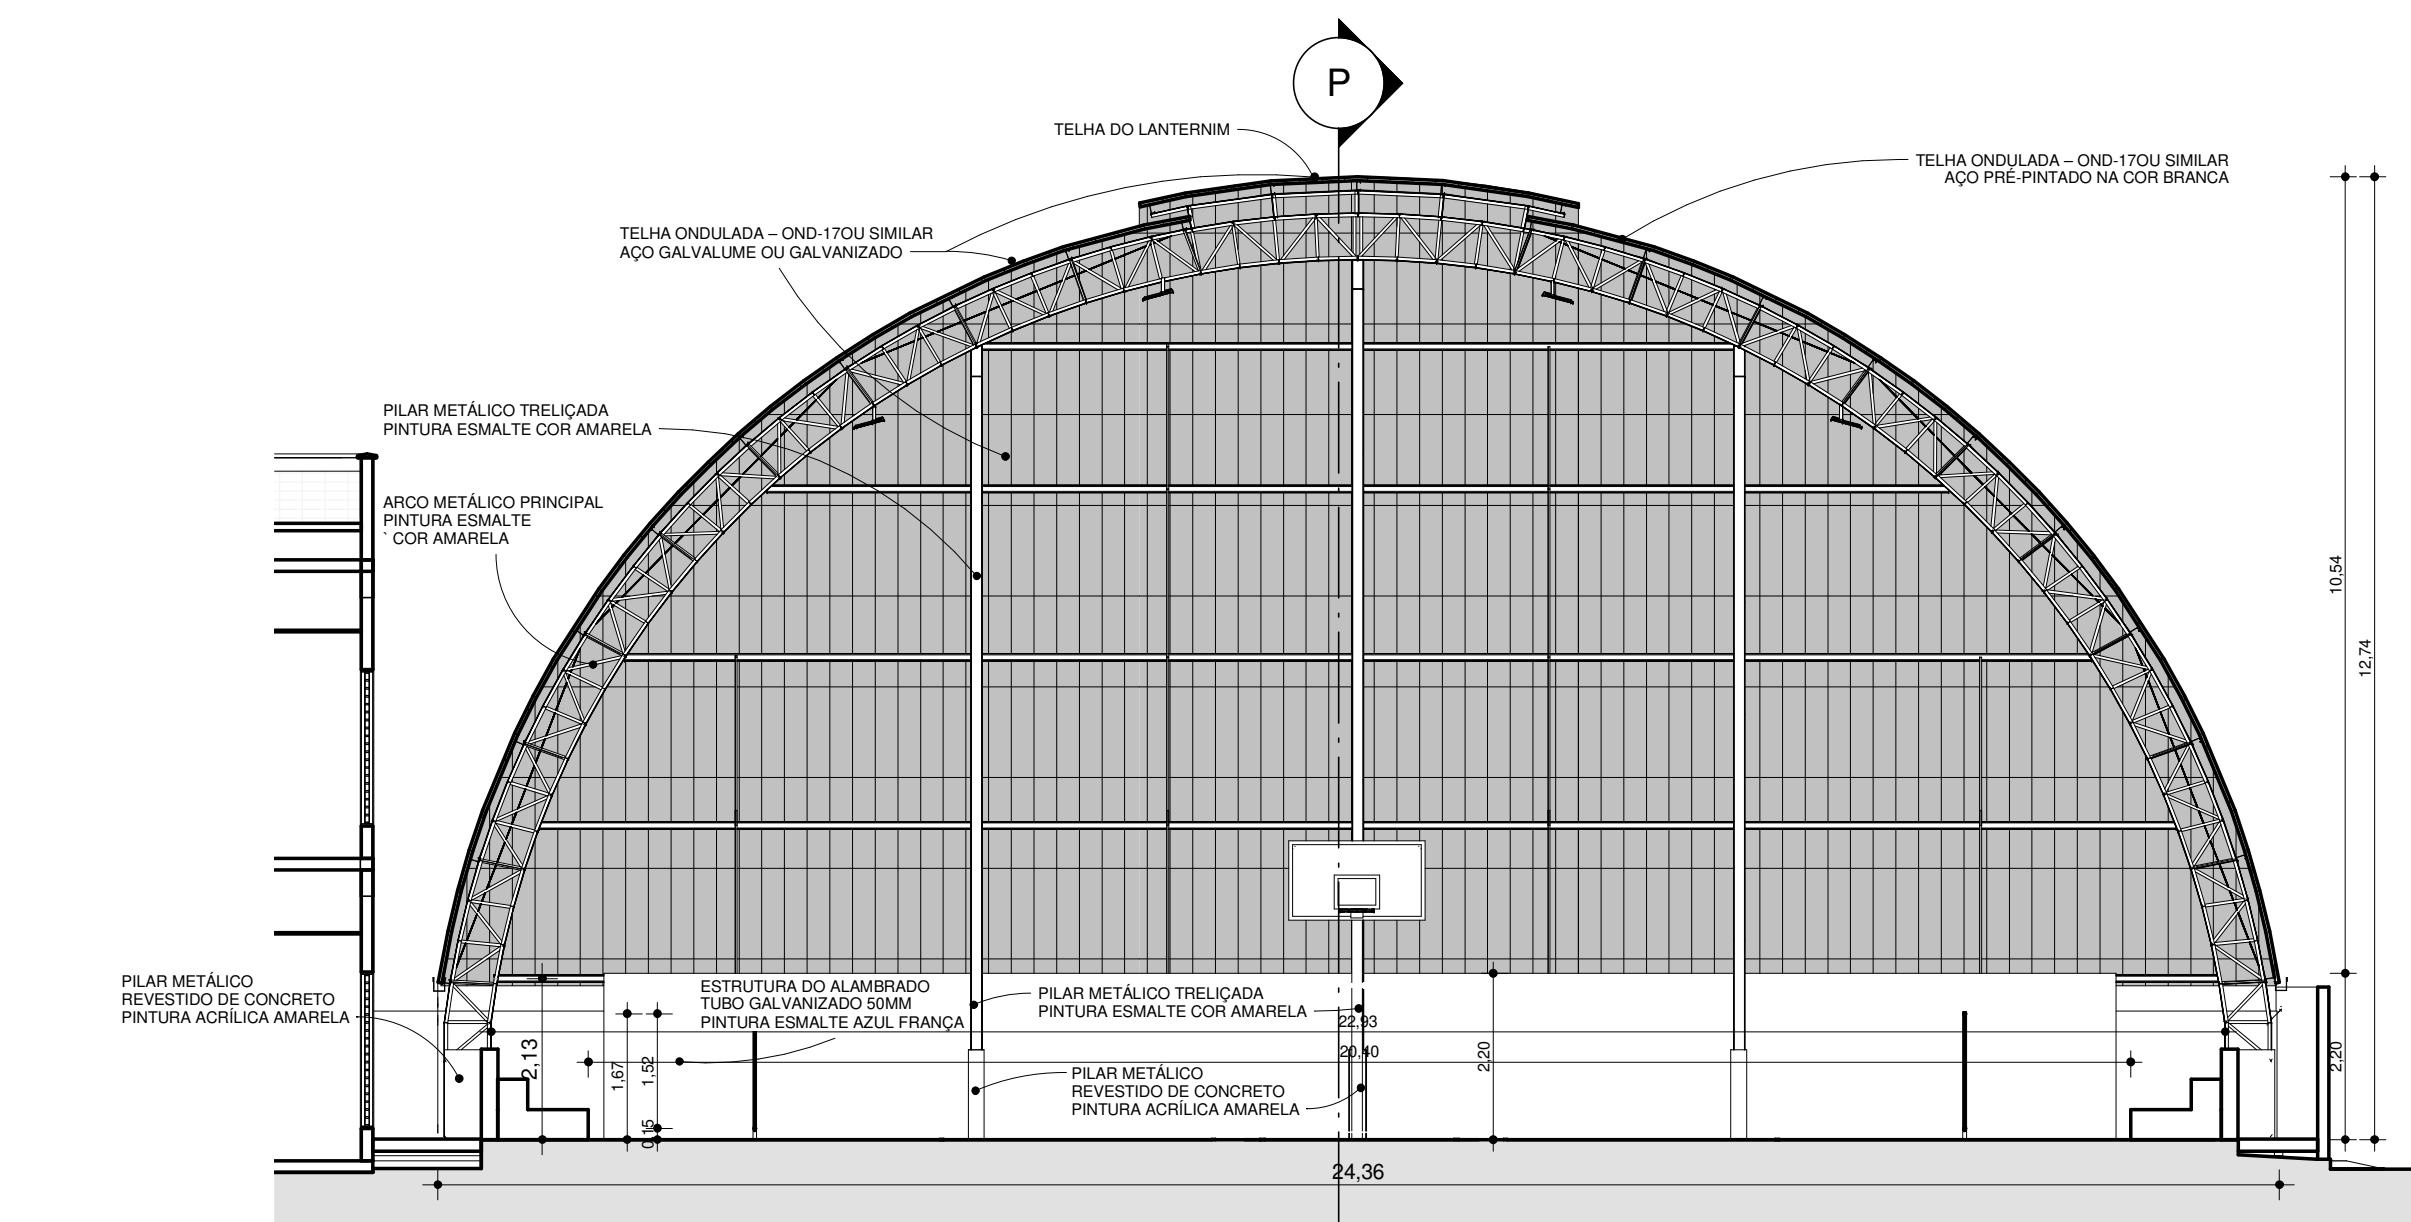 P
TELHA DO LANTERNIM
TELHA ONDULADA – OND-17OU SIMILAR
AÇO PRÉ-PINTADO NA COR BRANCA
TELHA ONDULADA – OND-17OU SIMILAR
AÇO GALVALUME OU GALVANIZADO
PILAR METÁLICO TRELIÇADA
PINTURA ESMALTE COR AMARELA
ARCO METÁLICO PRINCIPAL
PINTURA ESMALTE
` COR AMARELA
10,54
12,74
PILAR METÁLICO
REVESTIDO DE CONCRETO
PINTURA ACRÍLICA AMARELA
ESTRUTURA DO ALAMBRADO
TUBO GALVANIZADO 50MM
PINTURA ESMALTE AZUL FRANÇA
PILAR METÁLICO TRELIÇADA
PINTURA ESMALTE COR AMARELA
22,93
20,40
2,13
1,67
1,52
0,15
2,20
2,20
PILAR METÁLICO
REVESTIDO DE CONCRETO
PINTURA ACRÍLICA AMARELA
24,36